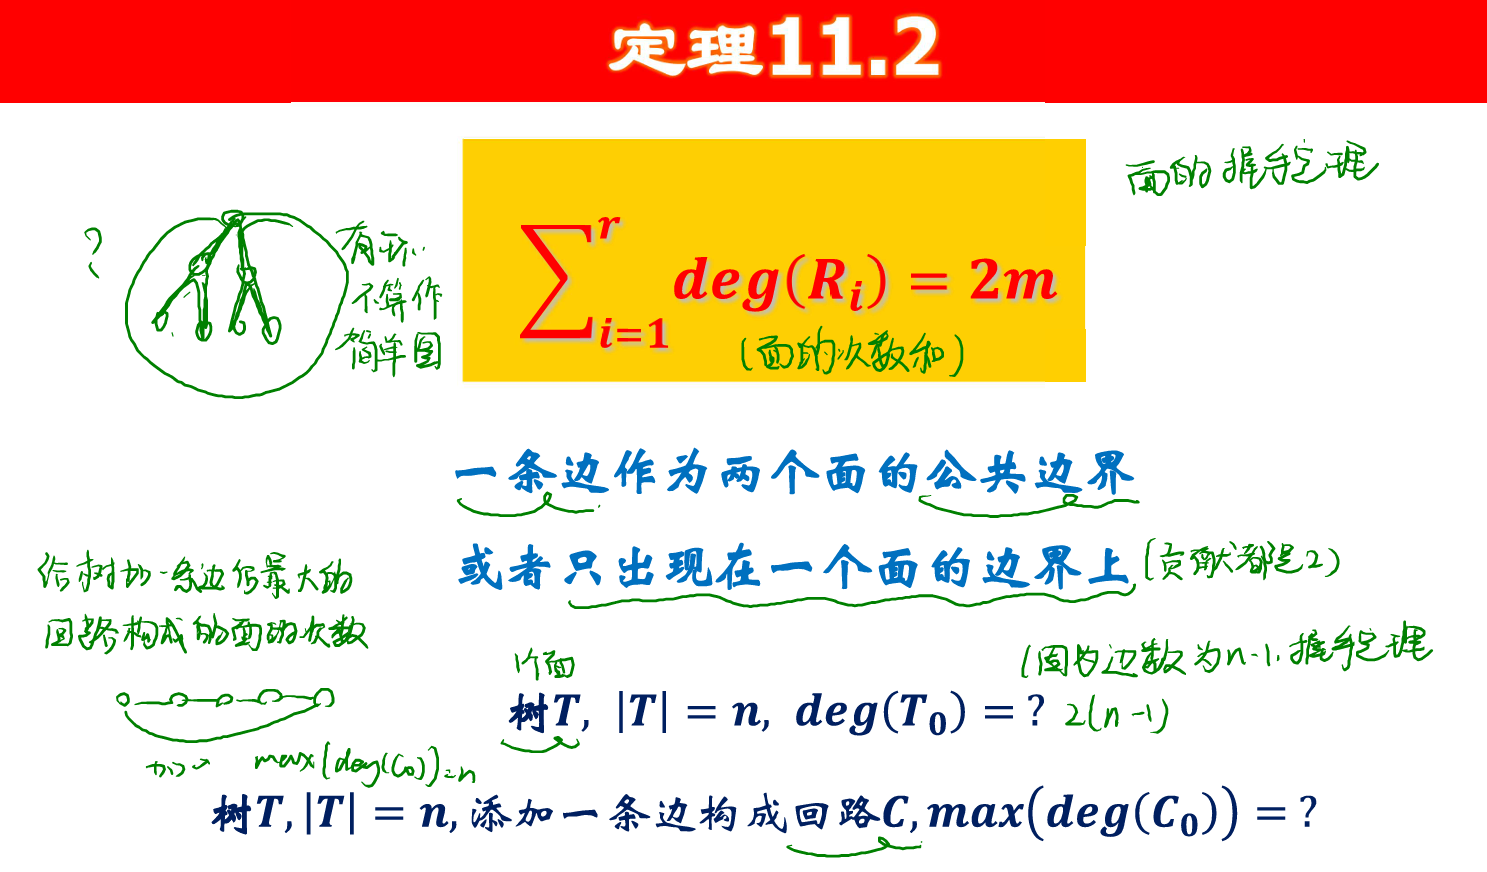 定理11.2
面的握手定理
?
有环
不算作
简单图
∑_{i=1}^{r} deg(R_i) = 2m
(面的次数和)
一条边作为两个面的公共边界
或者只出现在一个面的边界上
(贡献都是2)
给树加一条边后最大的
回路构成的面的次数
1个面
(因为边数为n-1,握手定理
树T, |T| = n, deg(T_0) = ?
2(n-1)
max(deg(C_0))=n
树T, |T| = n, 添加一条边构成回路C, max(deg(C_0)) = ?